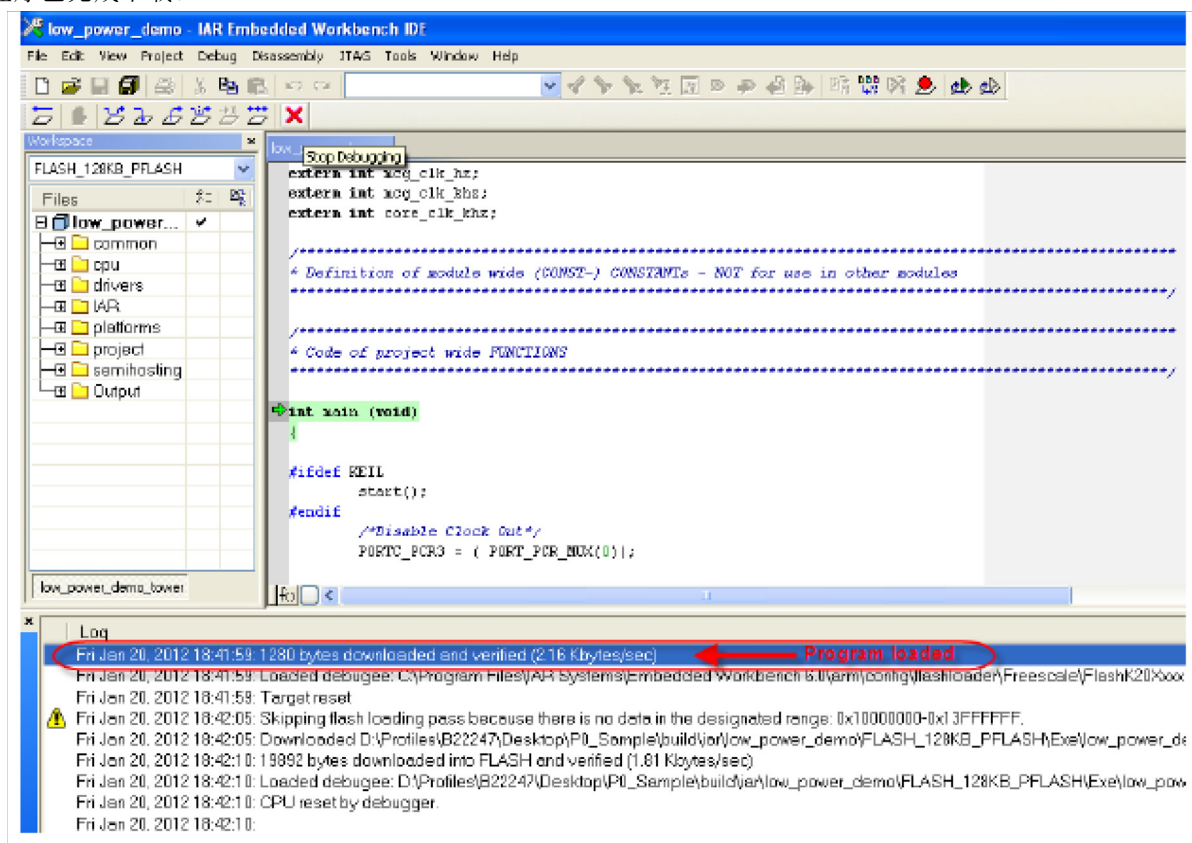 low_power_demo - IAR Embedded Workbench IDE
File Edit View Project Debug Disassembly JTAG Tools Window Help
Workspace
Stop Debugging
FLASH_128KB_PFLASH
extern int mcg_clk_hz;
extern int mcg_clk_khz;
extern int core_clk_khz;
Files
low_power...
common
cpu
drivers
IAR
platforms
project
semihosting
Output
* Definition of module wide (CONST-) CONSTANTs - NOT for use in other modules
* Code of project wide FUNCTIONS
int main (void)
{
#ifdef KEIL
start();
#endif
/*Disable Clock Out*/
PORTC_PCR3 = ( PORT_PCR_MUX(0));
low_power_demo_tower
fo
Log
Fri Jan 20, 2012 18:41:59: 1280 bytes downloaded and verified (2.16 Kbytes/sec) Program loaded
Fri Jan 20, 2012 18:41:59: Loaded debugee: C:\Program Files\IAR Systems\Embedded Workbench 6.0\arm\config\flashloader\Freescale\FlashK20Xxxx
Fri Jan 20, 2012 18:41:59: Target reset
Fri Jan 20, 2012 18:42:05: Skipping flash loading pass because there is no data in the designated range: 0x10000000-0x13FFFFFF.
Fri Jan 20, 2012 18:42:05: Downloaded D:\Profiles\B22247\Desktop\P0_Sample\build\iar\low_power_demo\FLASH_128KB_PFLASH\Exe\low_power_de
Fri Jan 20, 2012 18:42:10: 19892 bytes downloaded into FLASH and verified (1.81 Kbytes/sec)
Fri Jan 20, 2012 18:42:10: Loaded debugee: D:\Profiles\B22247\Desktop\P0_Sample\build\iar\low_power_demo\FLASH_128KB_PFLASH\Exe\low_pow
Fri Jan 20, 2012 18:42:10: CPU reset by debugger.
Fri Jan 20, 2012 18:42:10: